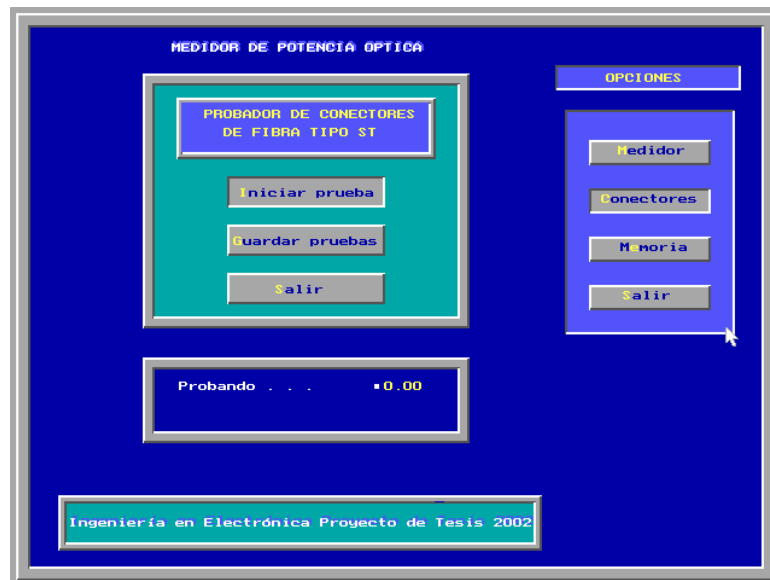 MEDIDOR DE POTENCIA OPTICA
OPCIONES
PROBADOR DE CONECTORES
DE FIBRA TIPO ST
Iniciar prueba
Guardar pruebas
Salir
Medidor
Conectores
Memoria
Salir
Probando . . . ▪0.00
Ingeniería en Electrónica Proyecto de Tesis 2002